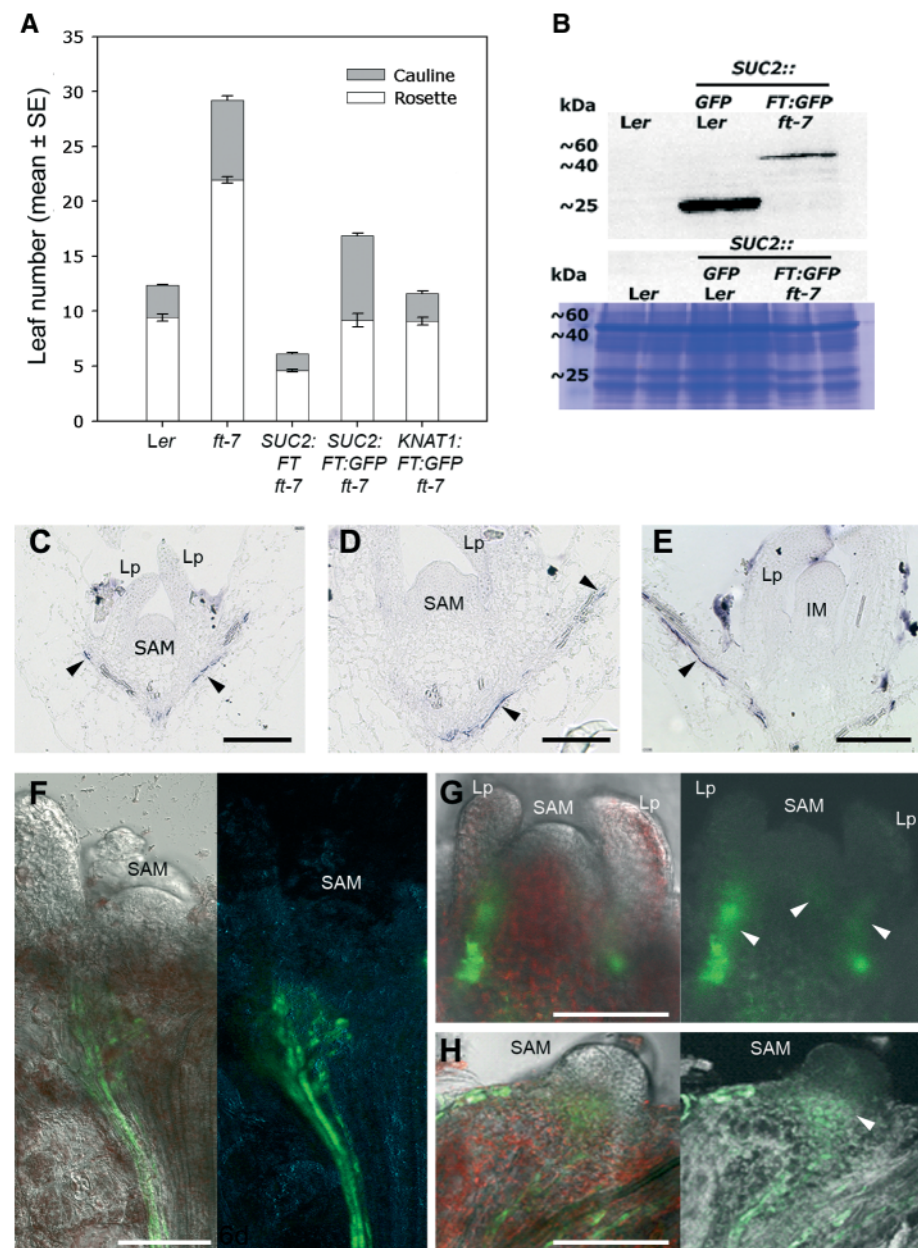 A
35
30
25
20
15
10
5
0
Leaf number (mean ± SE)
Cauline
Rosette
Ler
ft-7
SUC2:
FT
ft-7
SUC2:
FT:GFP
ft-7
KNAT1:
FT:GFP
ft-7
B
SUC2::
kDa
GFP FT:GFP
Ler Ler ft-7
~60
~40
~25
SUC2::
kDa
GFP FT:GFP
Ler Ler ft-7
~60
~40
~25
C
Lp
SAM
D
Lp
SAM
E
Lp
IM
F
SAM
SAM
6d
G
Lp
SAM
Lp
Lp
SAM
Lp
H
SAM
SAM